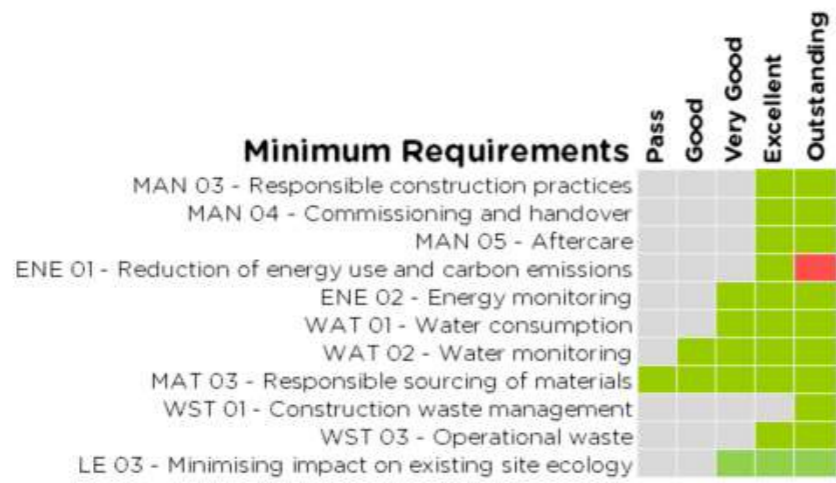 Minimum Requirements Pass Good Very Good Excellent Outstanding
MAN 03 - Responsible construction practices
MAN 04 - Commissioning and handover
MAN 05 - Aftercare
ENE 01 - Reduction of energy use and carbon emissions
ENE 02 - Energy monitoring
WAT 01 - Water consumption
WAT 02 - Water monitoring
MAT 03 - Responsible sourcing of materials
WST 01 - Construction waste management
WST 03 - Operational waste
LE 03 - Minimising impact on existing site ecology